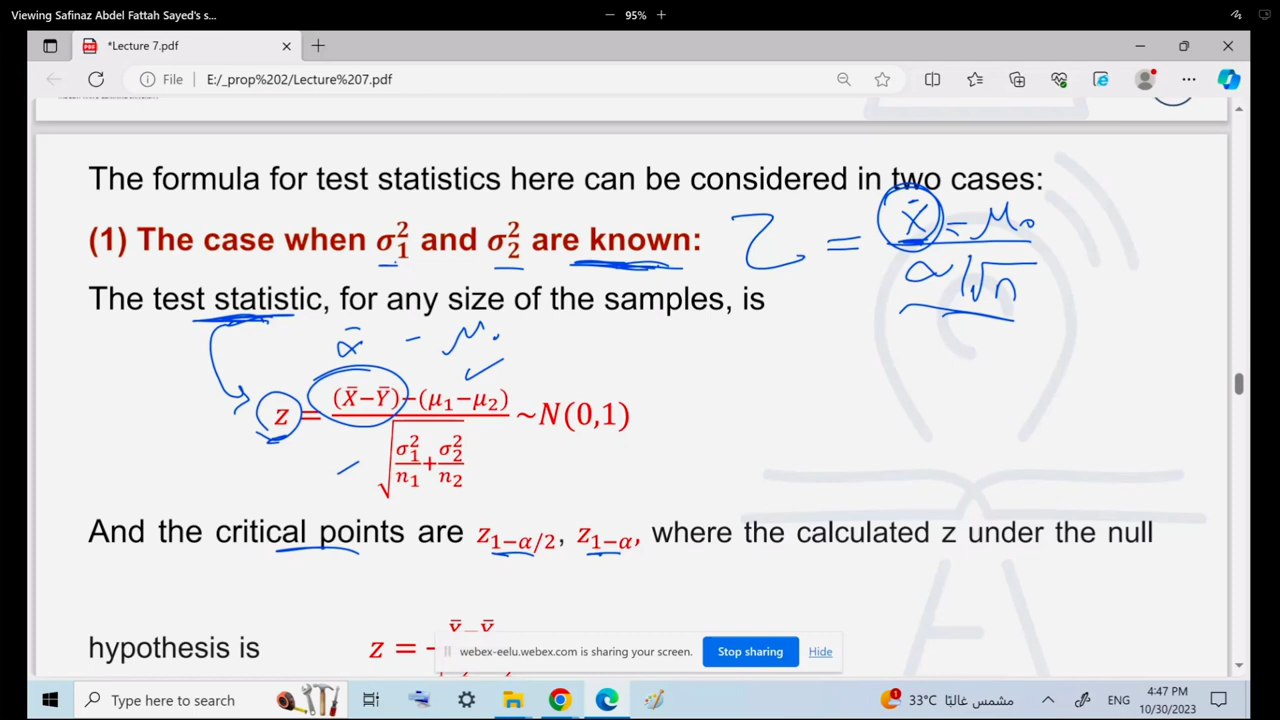 Viewing Safinaz Abdel Fattah Sayed's s...
95%
*Lecture 7.pdf
File
E:/_prop%202/Lecture%207.pdf
The formula for test statistics here can be considered in two cases:
(1) The case when σ₁² and σ₂² are known:
Z = (X̄ - μ₀) / (σ/√n)
The test statistic, for any size of the samples, is
x̄ - μ₀
z = ((X̄−Ȳ)−(μ₁−μ₂)) / √(σ₁²/n₁+σ₂²/n₂) ~N(0,1)
And the critical points are z₁₋α/₂, z₁₋α, where the calculated z under the null
hypothesis is z =
webex-eelu.webex.com is sharing your screen.
Stop sharing
Hide
Type here to search
33°C مشمس غالبًا
ENG
4:47 PM
10/30/2023